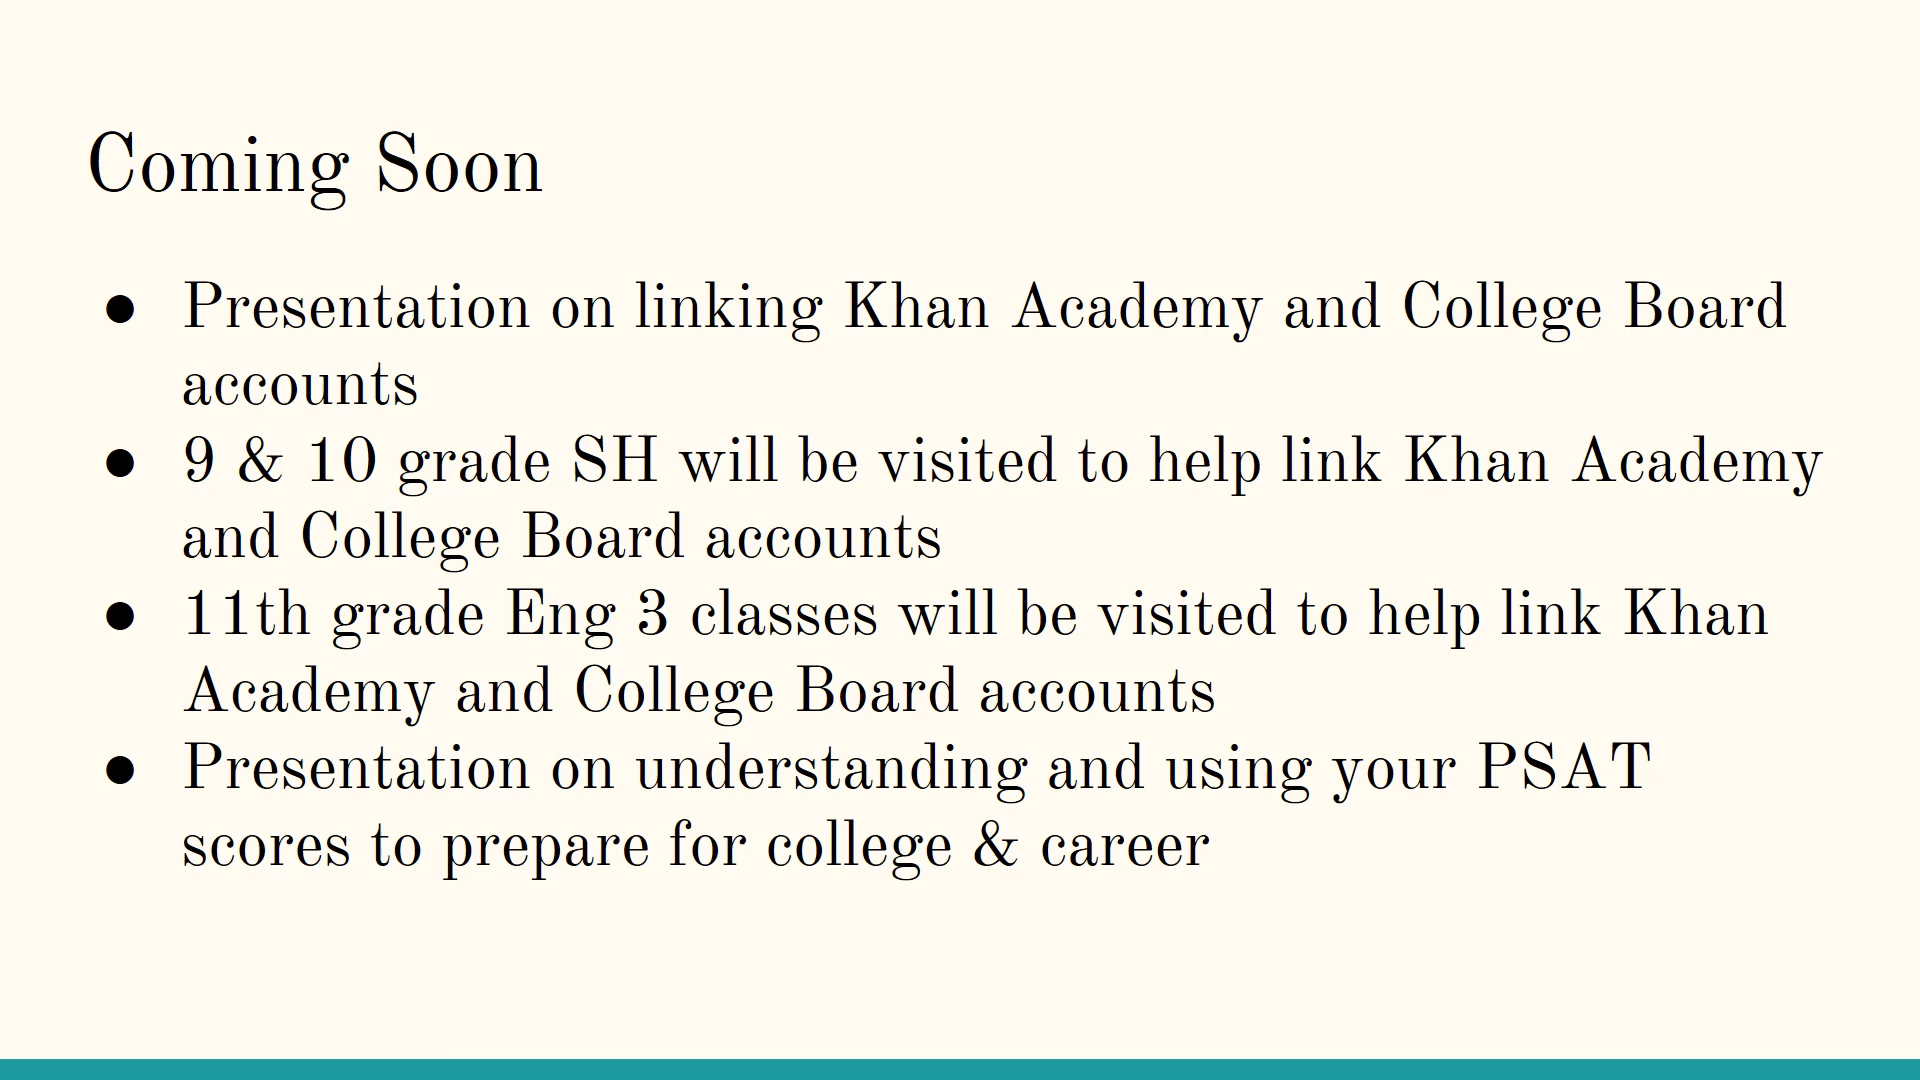 Coming Soon
● Presentation on linking Khan Academy and College Board
accounts
● 9 & 10 grade SH will be visited to help link Khan Academy
and College Board accounts
● 11th grade Eng 3 classes will be visited to help link Khan
Academy and College Board accounts
● Presentation on understanding and using your PSAT
scores to prepare for college & career